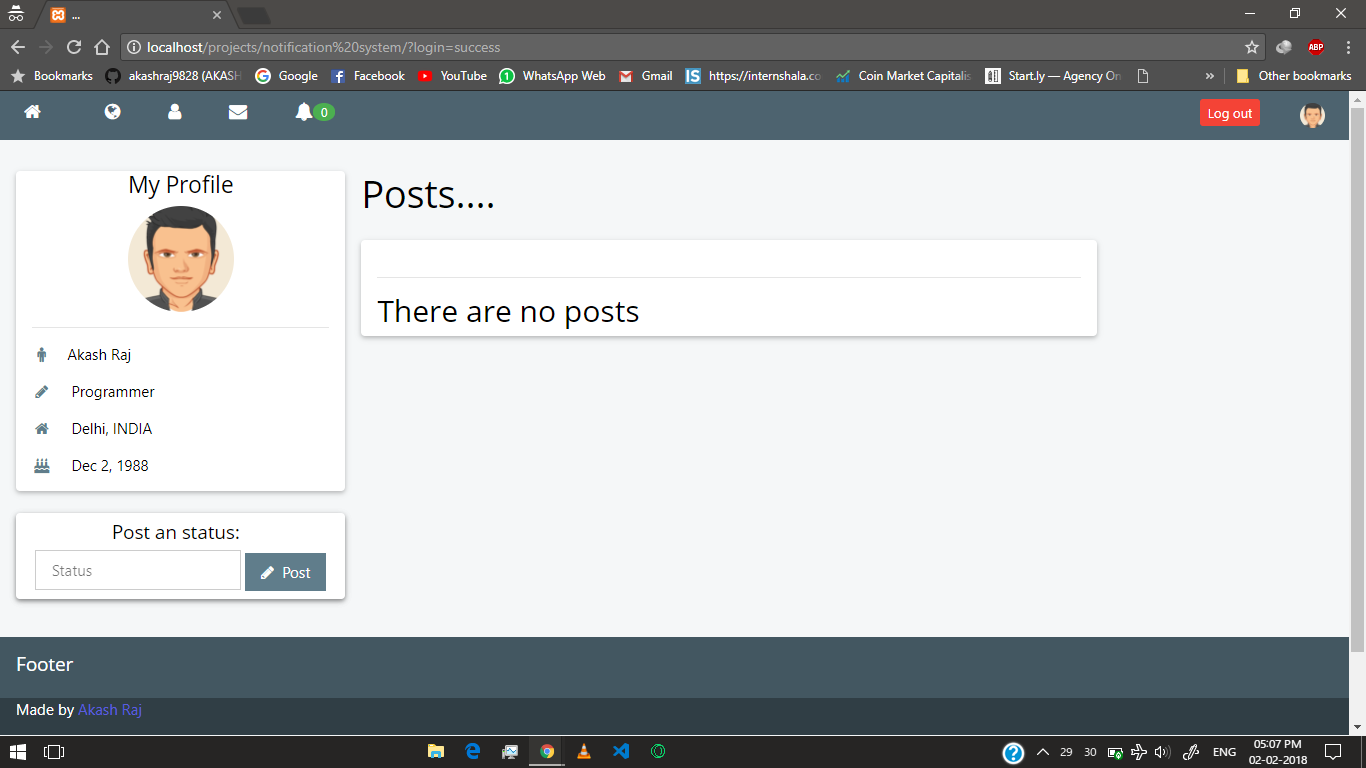 ...
localhost/projects/notification%20system/?login=success
Bookmarks akashraj9828 (AKASH Google Facebook YouTube WhatsApp Web Gmail IS https://internshala.co Coin Market Capitalis Start.ly — Agency On » Other bookmarks
ABP
0 Log out
My Profile
Posts....
There are no posts
Akash Raj
Programmer
Delhi, INDIA
Dec 2, 1988
Post an status:
Status Post
Footer
Made by Akash Raj
29 30 ENG 05:07 PM
02-02-2018